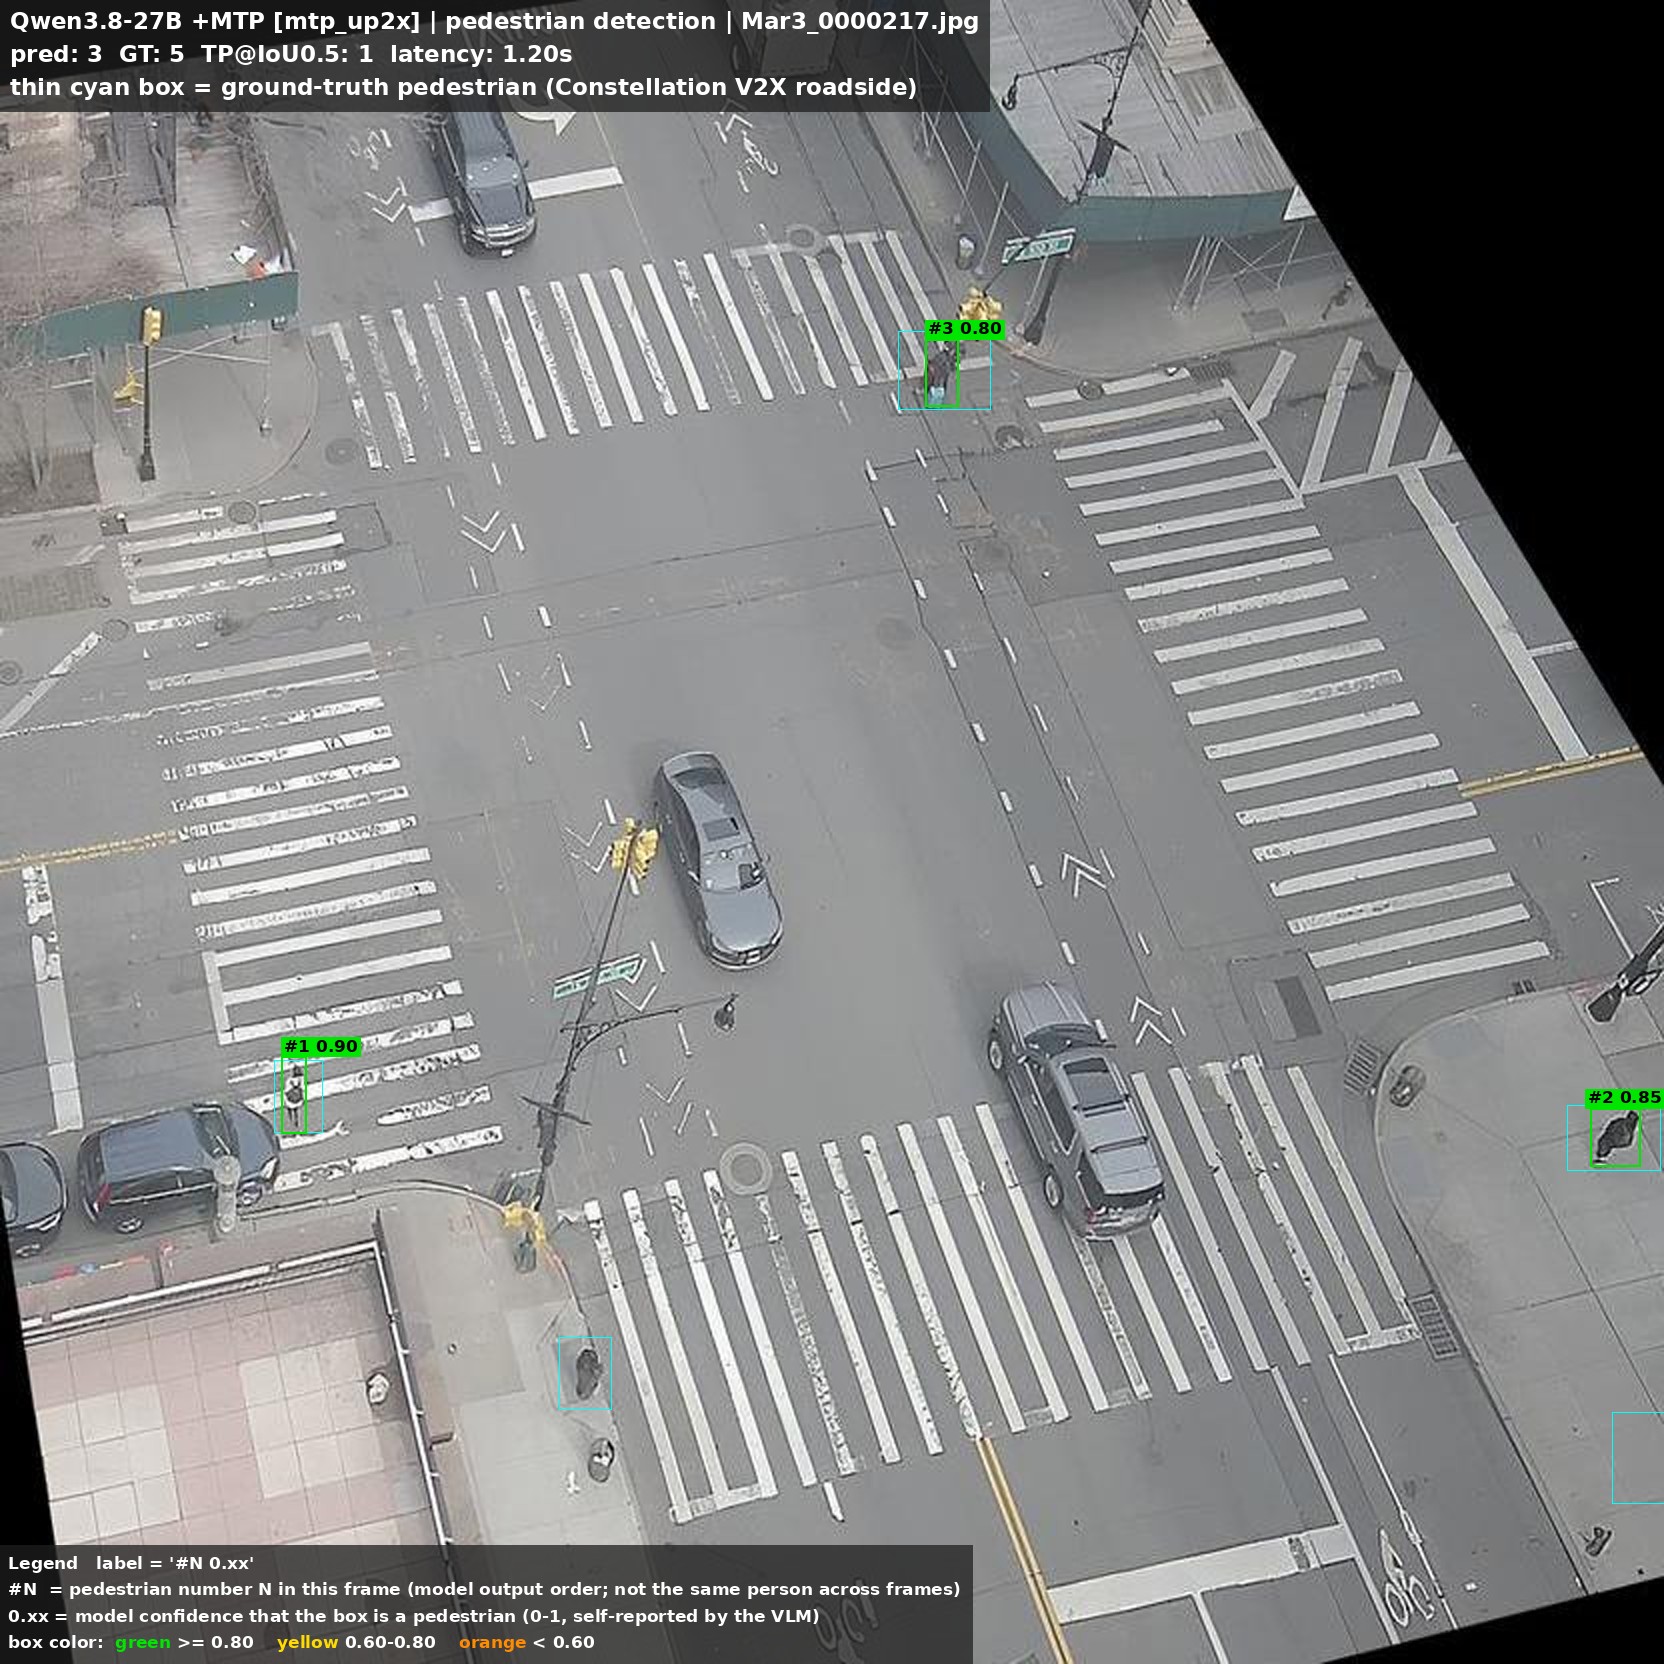 Qwen3.8-27B +MTP [mtp_up2x] | pedestrian detection | Mar3_0000217.jpg
pred: 3  GT: 5  TP@IoU0.5: 1  latency: 1.20s
thin cyan box = ground-truth pedestrian (Constellation V2X roadside)
#3 0.80
#1 0.90
#2 0.85
Legend   label = '#N 0.xx'
#N  = pedestrian number N in this frame (model output order; not the same person across frames)
0.xx = model confidence that the box is a pedestrian (0-1, self-reported by the VLM)
box color:  green >= 0.80    yellow 0.60-0.80    orange < 0.60